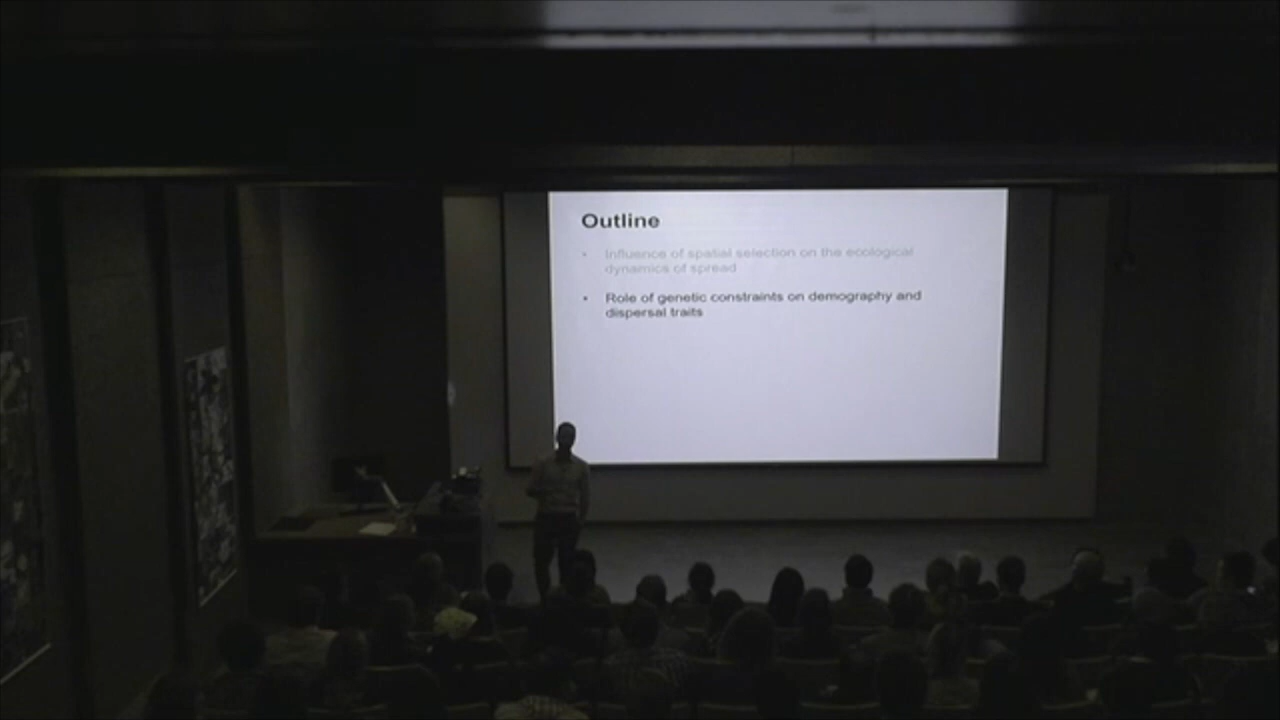 Outline
• Influence of spatial selection on the ecological
dynamics of spread
• Role of genetic constraints on demography and
dispersal traits